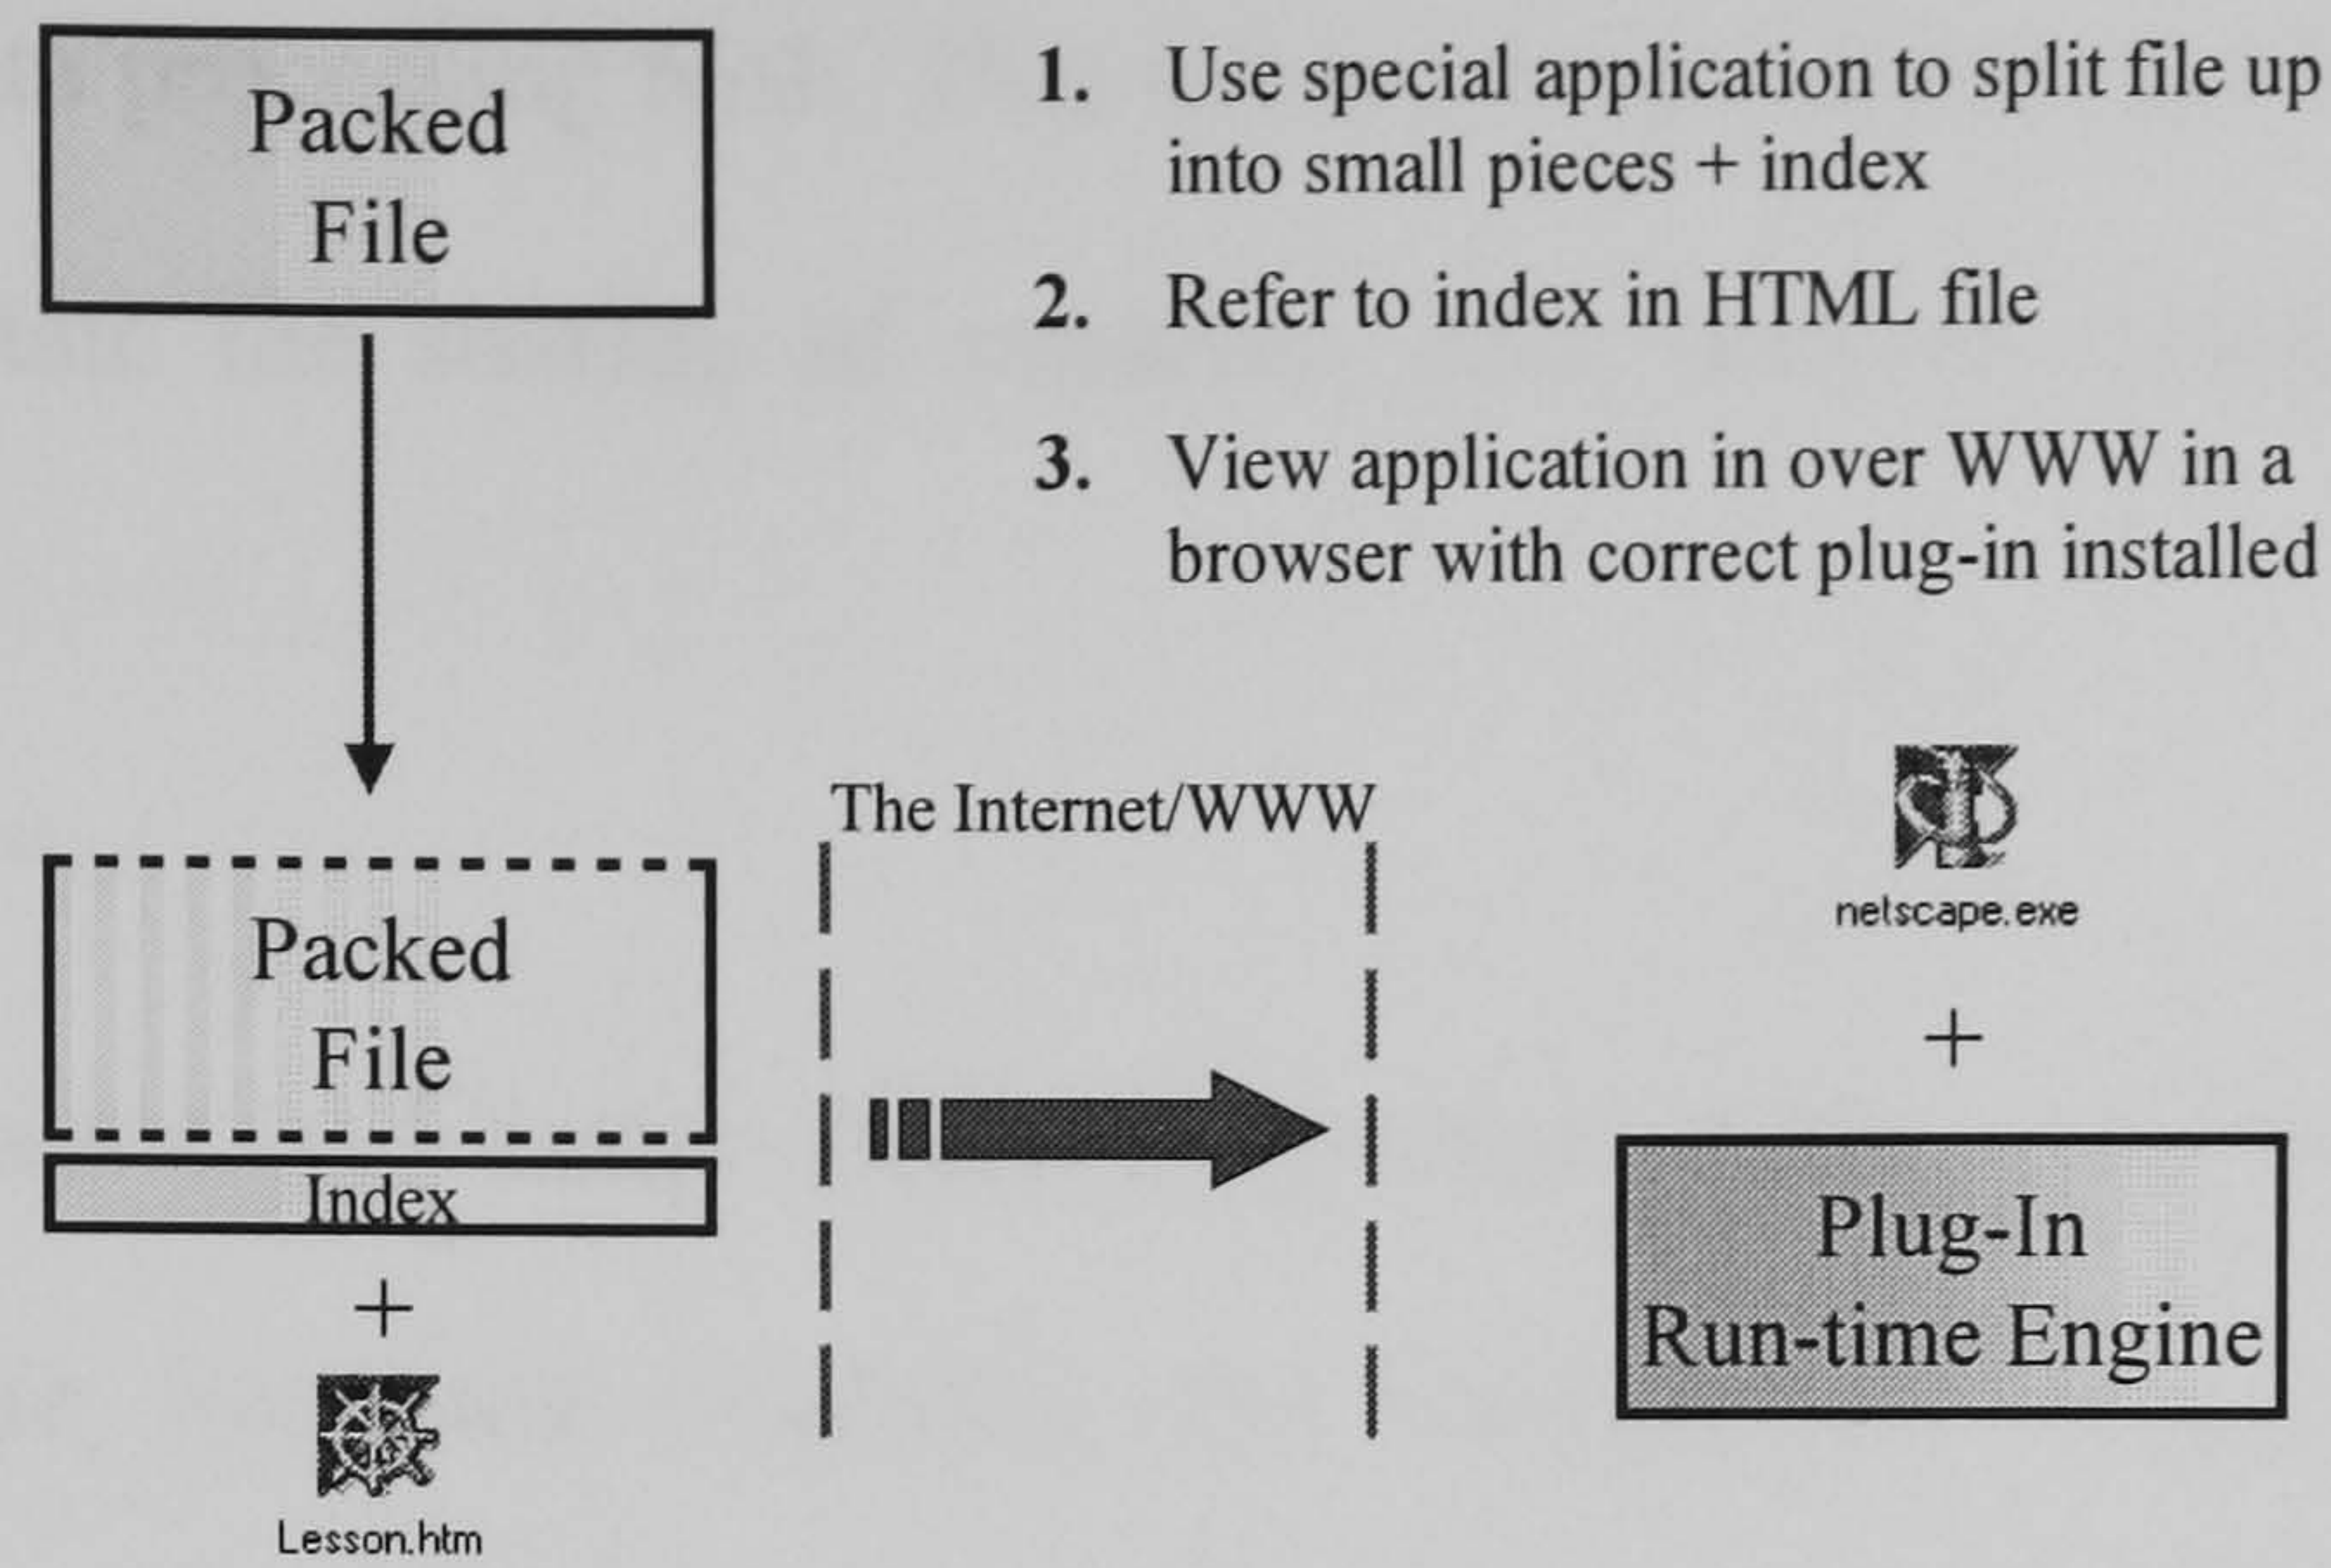 Packed
File
1. Use special application to split file up
into small pieces + index
2. Refer to index in HTML file
3. View application in over WWW in a
browser with correct plug-in installed
The Internet/WWW
Packed
File
Index
+
Lesson.htm
netscape.exe
+
Plug-In
Run-time Engine